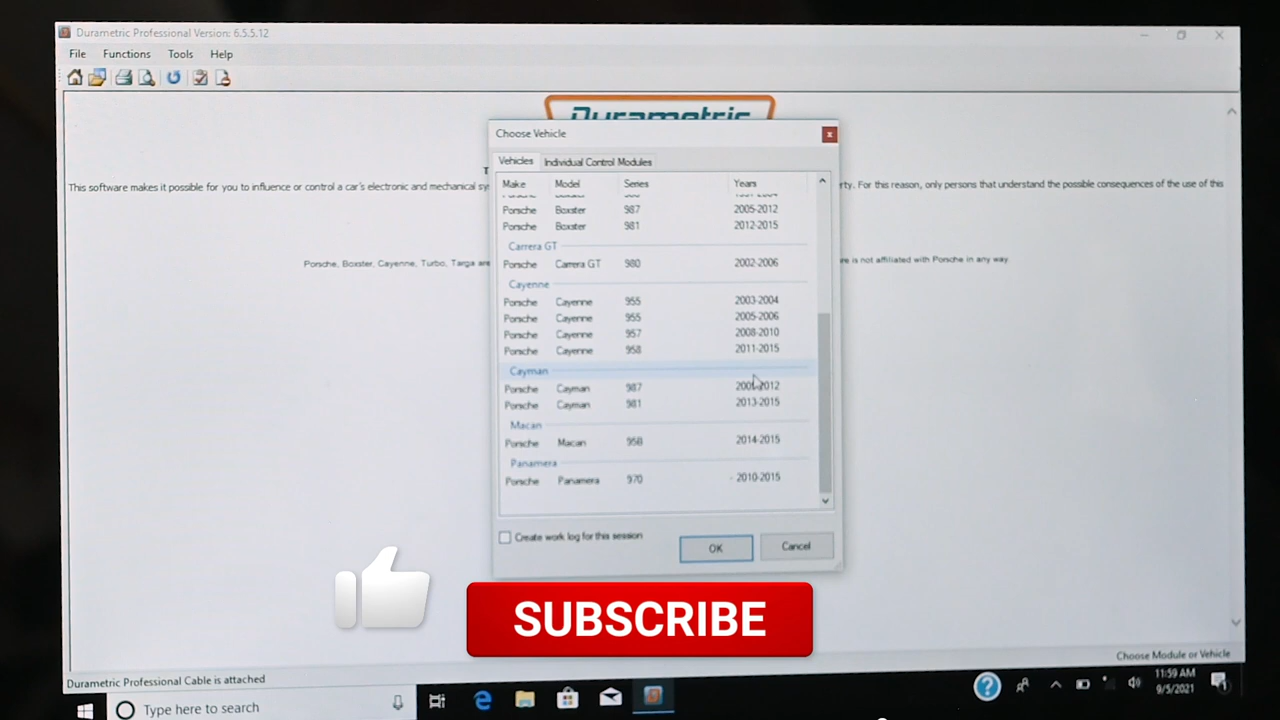 Durametric Professional Version: 6.5.5.12
File Functions Tools Help
Durametric
Choose Vehicle
Vehicles Individual Control Modules
This software makes it possible for you to influence or control a car's electronic and mechanical sy
rty. For this reason, only persons that understand the possible consequences of the use of this
Make Model Series Years
Porsche Boxster 987 2005-2012
Porsche Boxster 981 2012-2015
Carrera GT
Porsche, Boxster, Cayenne, Turbo, Targa are
re is not affiliated with Porsche in any way.
Porsche Carrera GT 980 2002-2006
Cayenne
Porsche Cayenne 955 2003-2004
Porsche Cayenne 955 2005-2006
Porsche Cayenne 957 2008-2010
Porsche Cayenne 958 2011-2015
Cayman
Porsche Cayman 987
Porsche Cayman 981 2013-2015
Macan
Porsche Macan 95B 2014-2015
Panamera
Porsche Panamera 970 2010-2015
Create work log for this session
OK Cancel
SUBSCRIBE
Choose Module or Vehicle
Durametric Professional Cable is attached
Type here to search
11:59 AM
9/5/2021